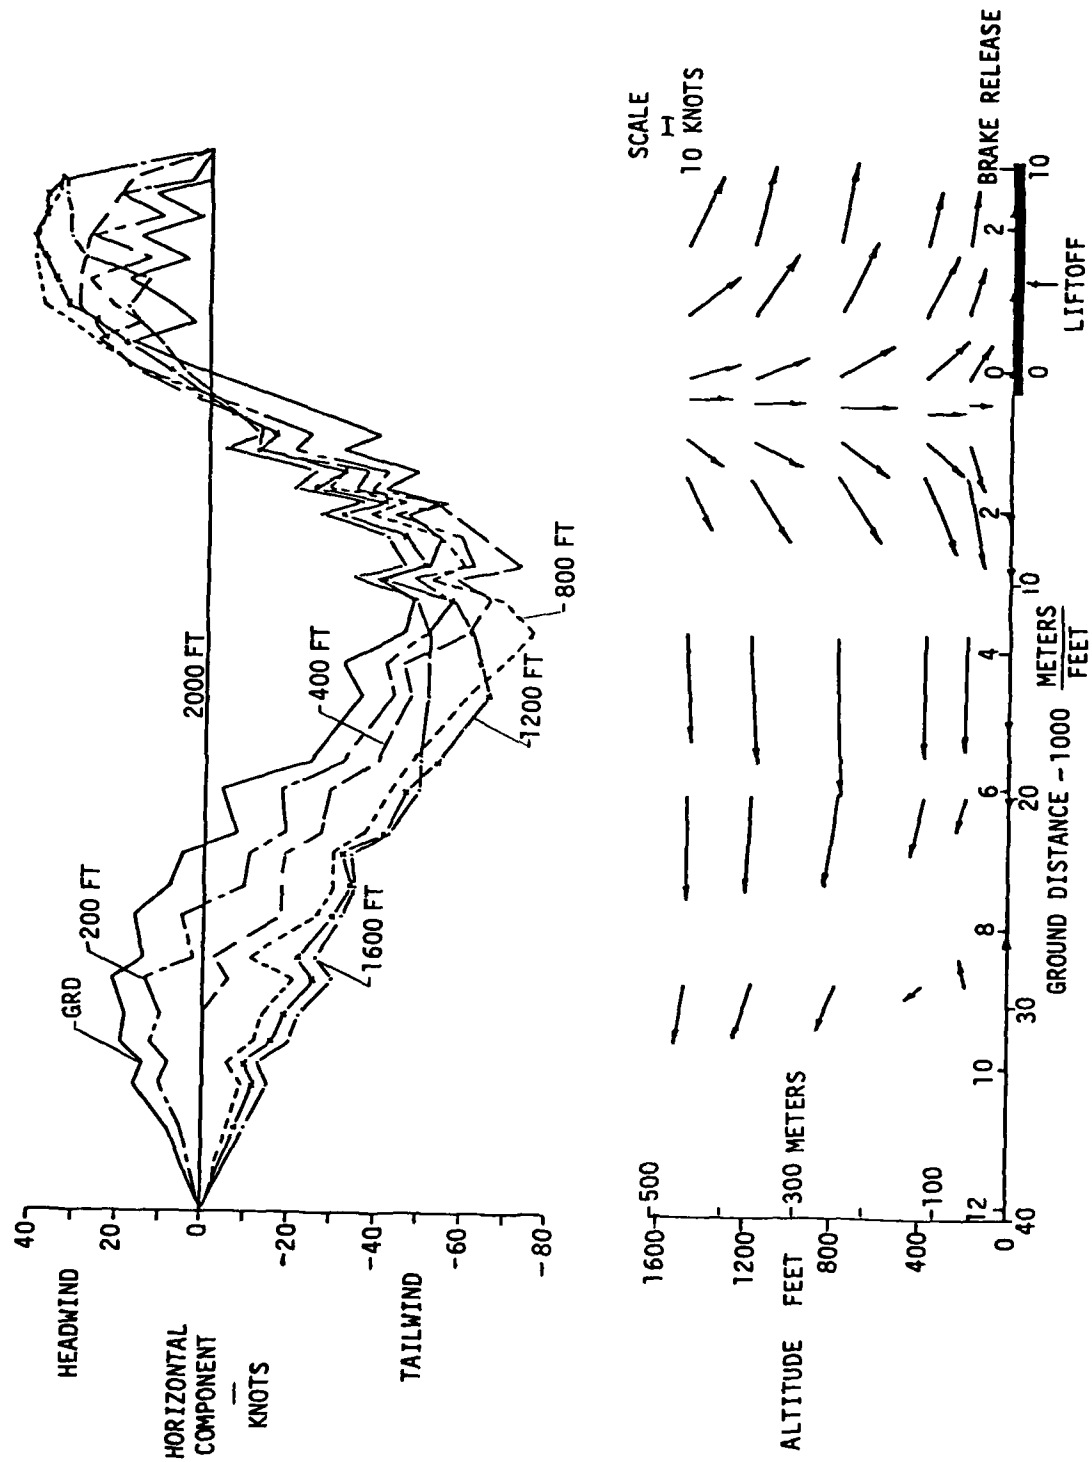 HEADWIND
HORIZONTAL
COMPONENT
—
KNOTS
TAILWIND
40
20
0
-20
-40
-60
-80
GRD
200 FT
2000 FT
400 FT
1600 FT
1200 FT
800 FT
SCALE
10 KNOTS
ALTITUDE FEET
1600
1200
800
400
0
500
300 METERS
100
12
10
8
6
4
2
0
2
40
30
20
10
0
10
GROUND DISTANCE - 1000 METERS
FEET
BRAKE RELEASE
LIFTOFF